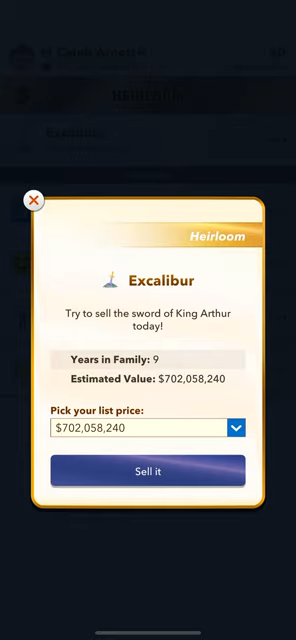 Heirloom
Excalibur
Try to sell the sword of King Arthur
today!
Years in Family: 9
Estimated Value: $702,058,240
Pick your list price:
$702,058,240
Sell it